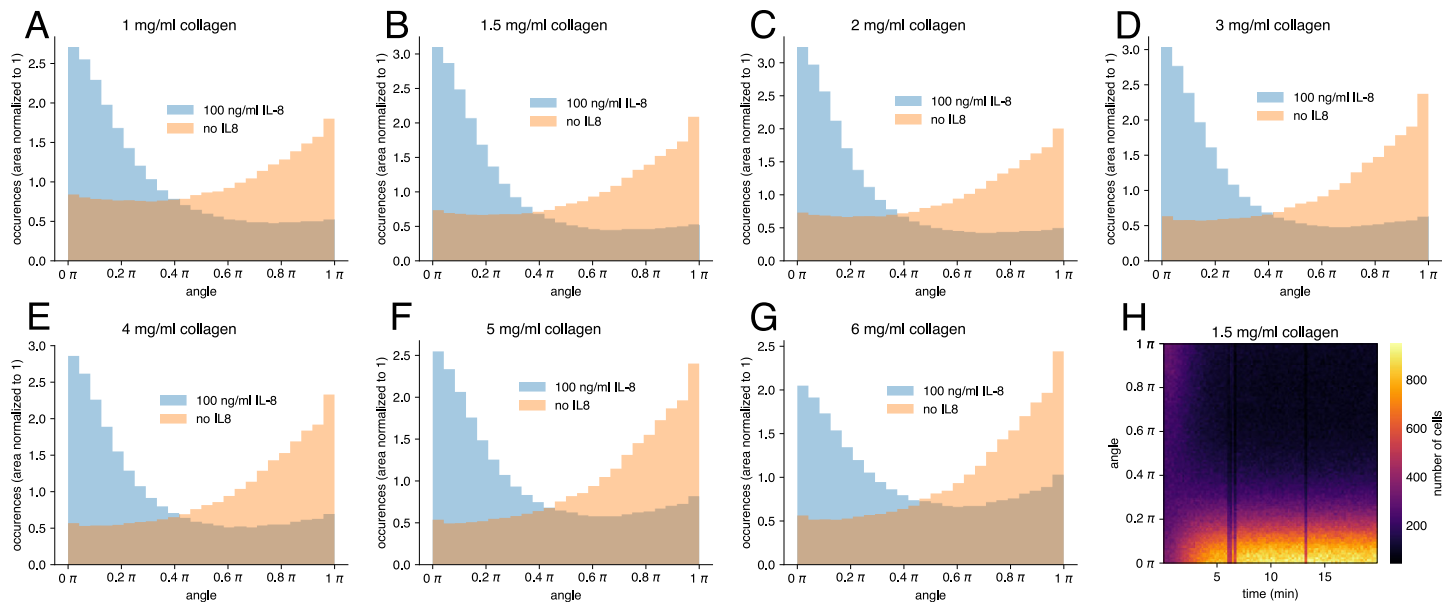 A
1 mg/ml collagen
occurences (area normalized to 1)
2.5
2.0
1.5
1.0
0.5
0.0
100 ng/ml IL-8
no IL8
0 π 0.2 π 0.4 π 0.6 π 0.8 π 1 π
angle
B
1.5 mg/ml collagen
occurences (area normalized to 1)
3.0
2.5
2.0
1.5
1.0
0.5
0.0
100 ng/ml IL-8
no IL8
0 π 0.2 π 0.4 π 0.6 π 0.8 π 1 π
angle
C
2 mg/ml collagen
occurences (area normalized to 1)
3.0
2.5
2.0
1.5
1.0
0.5
0.0
100 ng/ml IL-8
no IL8
0 π 0.2 π 0.4 π 0.6 π 0.8 π 1 π
angle
D
3 mg/ml collagen
occurences (area normalized to 1)
3.0
2.5
2.0
1.5
1.0
0.5
0.0
100 ng/ml IL-8
no IL8
0 π 0.2 π 0.4 π 0.6 π 0.8 π 1 π
angle
E
4 mg/ml collagen
occurences (area normalized to 1)
3.0
2.5
2.0
1.5
1.0
0.5
0.0
100 ng/ml IL-8
no IL8
0 π 0.2 π 0.4 π 0.6 π 0.8 π 1 π
angle
F
5 mg/ml collagen
occurences (area normalized to 1)
2.5
2.0
1.5
1.0
0.5
0.0
100 ng/ml IL-8
no IL8
0 π 0.2 π 0.4 π 0.6 π 0.8 π 1 π
angle
G
6 mg/ml collagen
occurences (area normalized to 1)
2.5
2.0
1.5
1.0
0.5
0.0
100 ng/ml IL-8
no IL8
0 π 0.2 π 0.4 π 0.6 π 0.8 π 1 π
angle
H
1.5 mg/ml collagen
angle
1 π
0.8 π
0.6 π
0.4 π
0.2 π
0 π
5 10 15
time (min)
800
600
400
200
number of cells